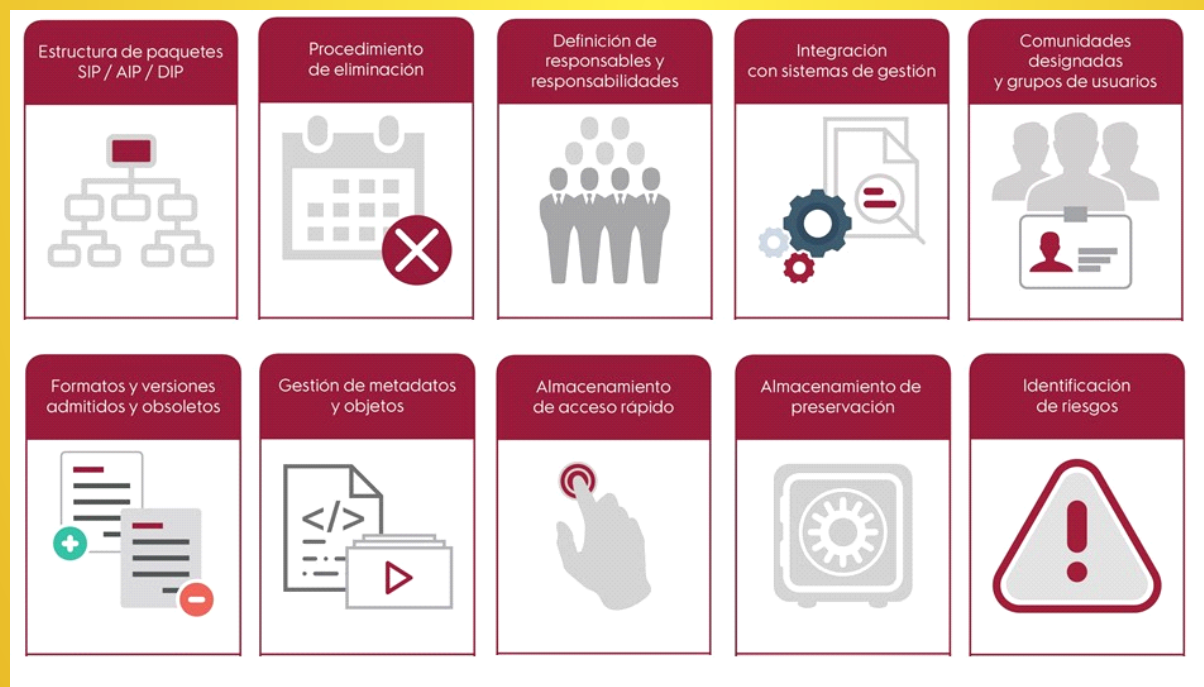 Estructura de paquetes
SIP / AIP / DIP
Procedimiento
de eliminación
Definición de
responsables y
responsabilidades
Integración
con sistemas de gestión
Comunidades
designadas
y grupos de usuarios
Formatos y versiones
admitidos y obsoletos
Gestión de metadatos
y objetos
</>
Almacenamiento
de acceso rápido
Almacenamiento de
preservación
Identificación
de riesgos